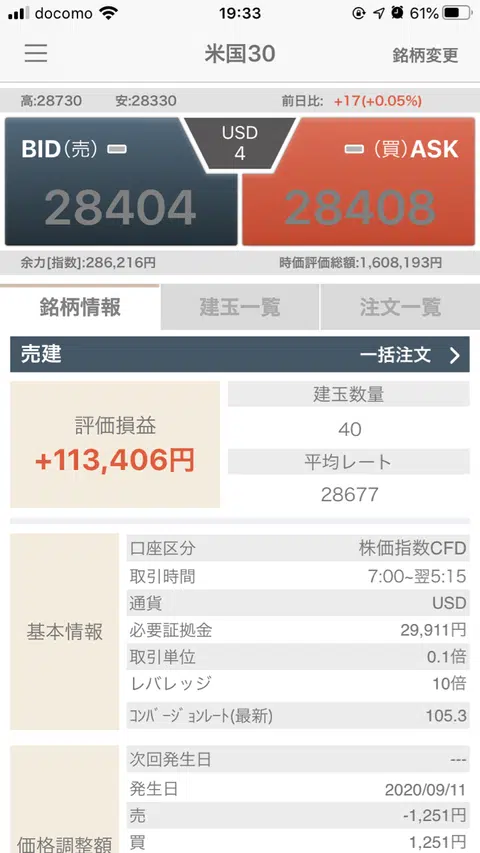 docomo 19:33 61%
米国30 銘柄変更
高:28730 安:28330 前日比: +17(+0.05%)
BID(売) USD (買)ASK
4
28404 28408
余力[指数]:286,216円 時価評価総額:1,608,193円
銘柄情報 建玉一覧 注文一覧
売建 一括注文
評価損益
+113,406円
建玉数量
40
平均レート
28677
基本情報
口座区分 株価指数CFD
取引時間 7:00~翌5:15
通貨 USD
必要証拠金 29,911円
取引単位 0.1倍
レバレッジ 10倍
ｺﾝﾊﾞｰｼﾞｮﾝレート(最新) 105.3
価格調整額
次回発生日 ---
発生日 2020/09/11
売 -1,251円
買 1,251円